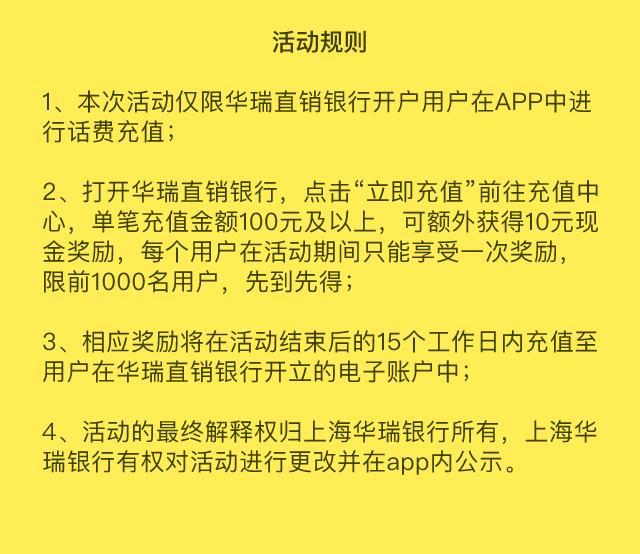 活动规则
1、本次活动仅限华瑞直销银行开户用户在APP中进
行话费充值；
2、打开华瑞直销银行，点击“立即充值”前往充值中
心，单笔充值金额100元及以上，可额外获得10元现
金奖励，每个用户在活动期间只能享受一次奖励，
限前1000名用户，先到先得；
3、相应奖励将在活动结束后的15个工作日内充值至
用户在华瑞直销银行开立的电子账户中；
4、活动的最终解释权归上海华瑞银行所有，上海华
瑞银行有权对活动进行更改并在app内公示。